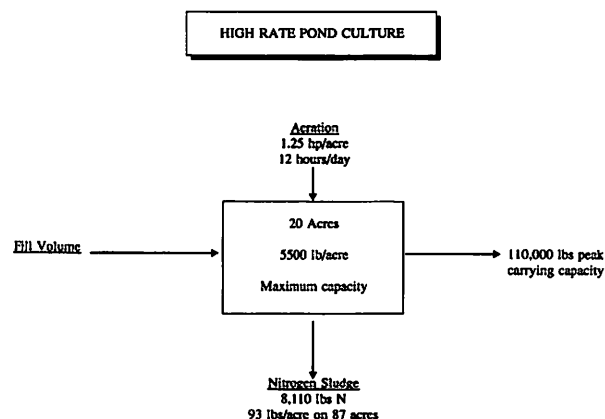 HIGH RATE POND CULTURE
Aeration
1.25 hp/acre
12 hours/day
Fill Volume
20 Acres
5500 lb/acre
Maximum capacity
110,000 lbs peak
carrying capacity
Nitrogen Sludge
8,110 lbs N
93 lbs/acre on 87 acres